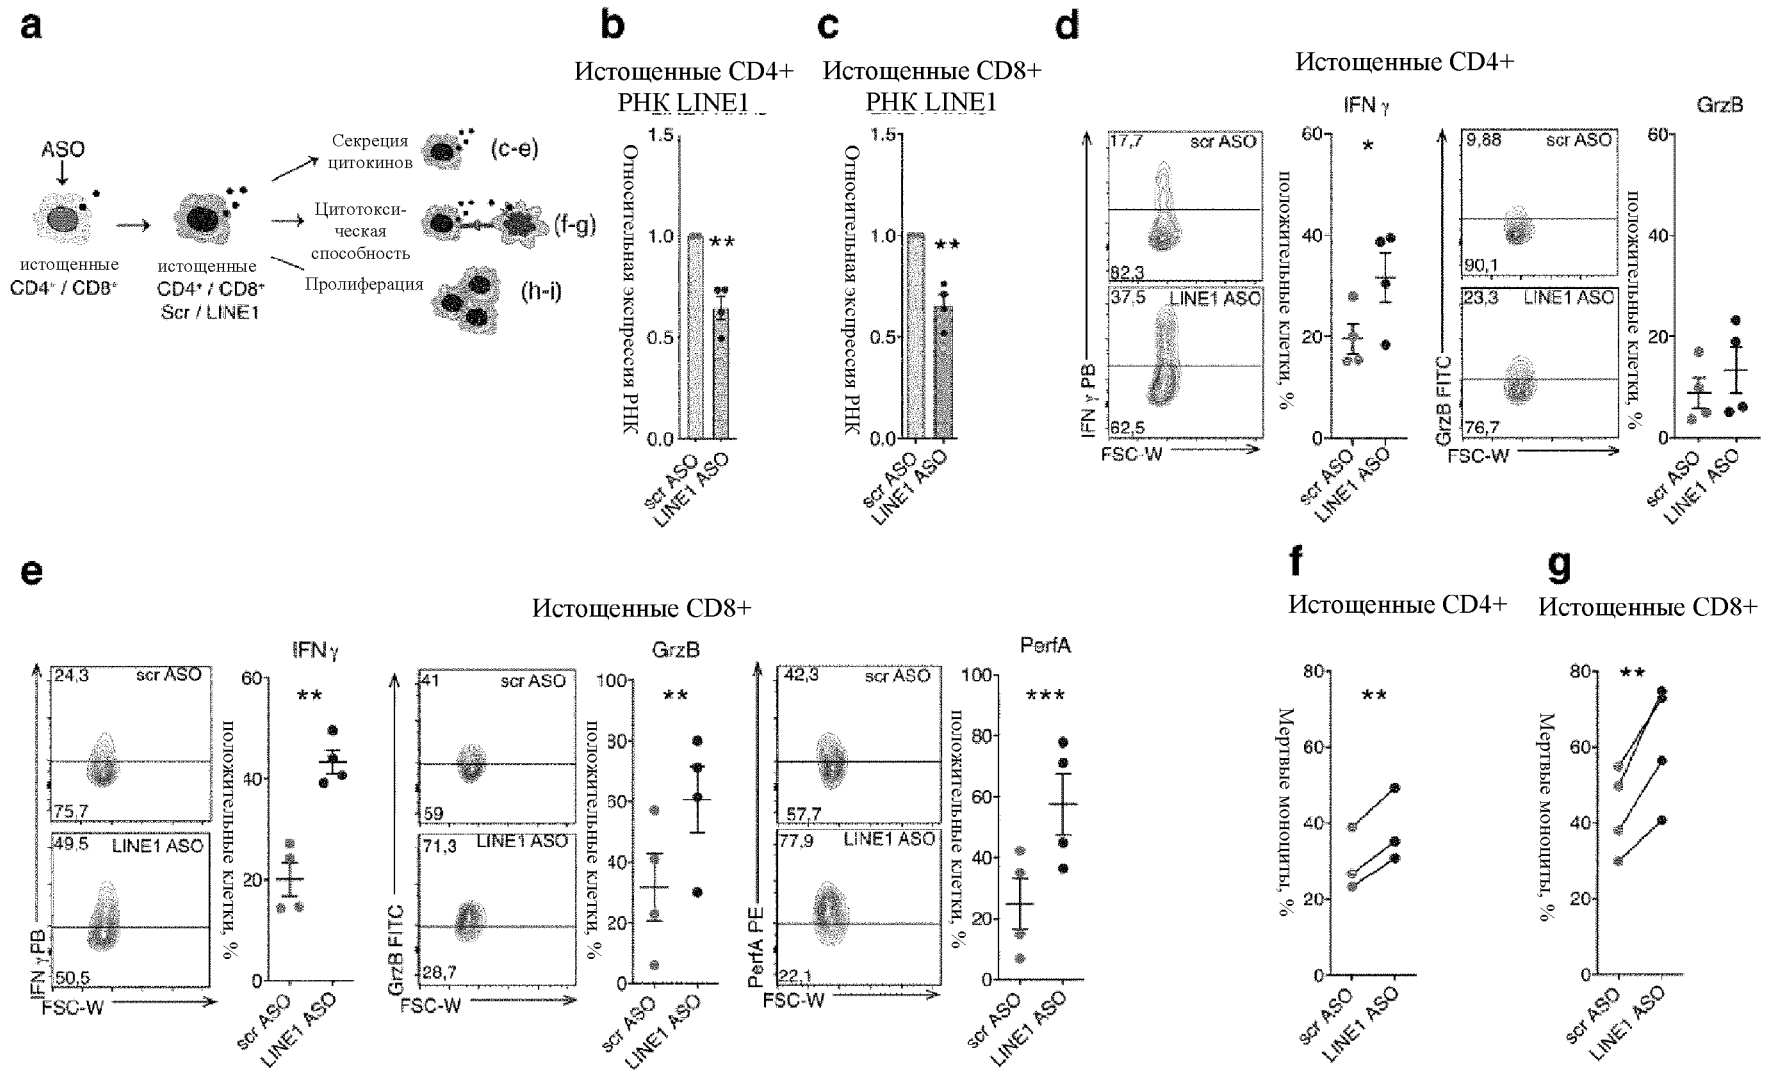 a
ASO
истощенные
CD4⁺ / CD8⁺
истощенные
CD4⁺ / CD8⁺
Scr / LINE1
Секреция
цитокинов
(c-e)
Цитотокси-
ческая
способность
(f-g)
Пролиферация
(h-i)
b
Истощенные CD4+
РНК LINE1
Относительная экспрессия РНК
1.5
1.0
0.5
0.0
**
scr ASO
LINE1 ASO
c
Истощенные CD8+
РНК LINE1
Относительная экспрессия РНК
1.5
1.0
0.5
0.0
**
scr ASO
LINE1 ASO
d
Истощенные CD4+
IFN γ PB
17,7
scr ASO
82,3
37,5
LINE1 ASO
62,5
FSC-W
IFN γ
положительные клетки, %
60
40
20
0
*
scr ASO
LINE1 ASO
GrzB FITC
9,88
scr ASO
90,1
23,3
LINE1 ASO
76,7
FSC-W
GrzB
положительные клетки, %
60
40
20
0
scr ASO
LINE1 ASO
e
Истощенные CD8+
IFN γ PB
24,3
scr ASO
75,7
49,5
LINE1 ASO
50,5
FSC-W
IFN γ
положительные клетки, %
60
40
20
0
**
scr ASO
LINE1 ASO
GrzB FITC
41
scr ASO
59
71,3
LINE1 ASO
28,7
FSC-W
GrzB
положительные клетки, %
100
80
60
40
20
0
**
scr ASO
LINE1 ASO
PerfA PE
42,3
scr ASO
57,7
77,9
LINE1 ASO
22,1
FSC-W
PerfA
положительные клетки, %
100
80
60
40
20
0
***
scr ASO
LINE1 ASO
f
Истощенные CD4+
Мертвые моноциты, %
80
60
40
20
0
**
scr ASO
LINE1 ASO
g
Истощенные CD8+
Мертвые моноциты, %
80
60
40
20
0
**
scr ASO
LINE1 ASO